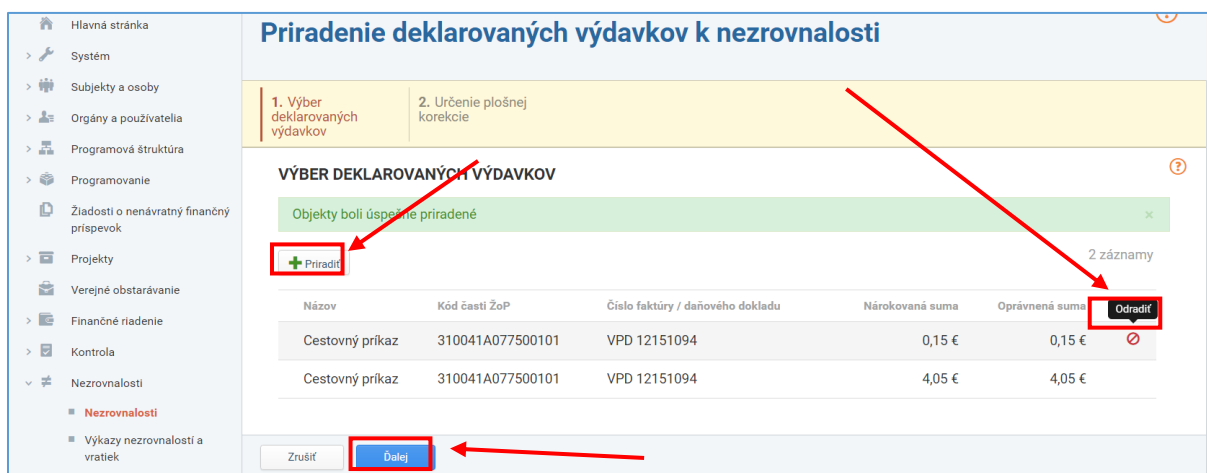 Hlavná stránka
Systém
Subjekty a osoby
Orgány a používatelia
Programová štruktúra
Programovanie
Žiadosti o nenávratný finančný
príspevok
Projekty
Verejné obstarávanie
Finančné riadenie
Kontrola
Nezrovnalosti
Nezrovnalosti
Výkazy nezrovnalostí a
vratiek
Priradenie deklarovaných výdavkov k nezrovnalosti
1. Výber
deklarovaných
výdavkov
2. Určenie plošnej
korekcie
VÝBER DEKLAROVANÝCH VÝDAVKOV
Objekty boli úspešne priradené
Priradiť
2 záznamy
Názov Kód časti ŽoP Číslo faktúry / daňového dokladu Nárokovaná suma Oprávnená suma
Odradiť
Cestovný príkaz 310041A077500101 VPD 12151094 0,15 € 0,15 €
Cestovný príkaz 310041A077500101 VPD 12151094 4,05 € 4,05 €
Zrušiť Ďalej